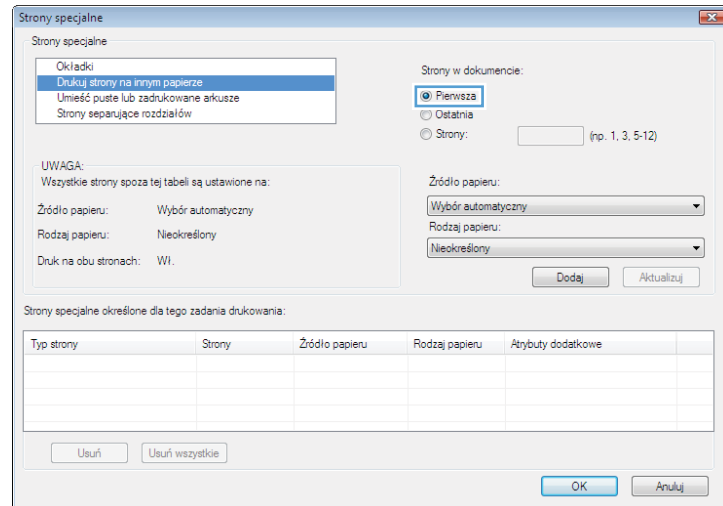 Strony specjalne
Strony specjalne
Okładki
Drukuj strony na innym papierze
Umieść puste lub zadrukowane arkusze
Strony separujące rozdziałów
Strony w dokumencie:
Pierwsza
Ostatnia
Strony: (np. 1, 3, 5-12)
UWAGA:
Wszystkie strony spoza tej tabeli są ustawione na:
Źródło papieru: Wybór automatyczny
Rodzaj papieru: Nieokreślony
Druk na obu stronach: Wł.
Źródło papieru:
Wybór automatyczny
Rodzaj papieru:
Nieokreślony
Dodaj Aktualizuj
Strony specjalne określone dla tego zadania drukowania:
Typ strony Strony Źródło papieru Rodzaj papieru Atrybuty dodatkowe
Usuń Usuń wszystkie
OK Anuluj